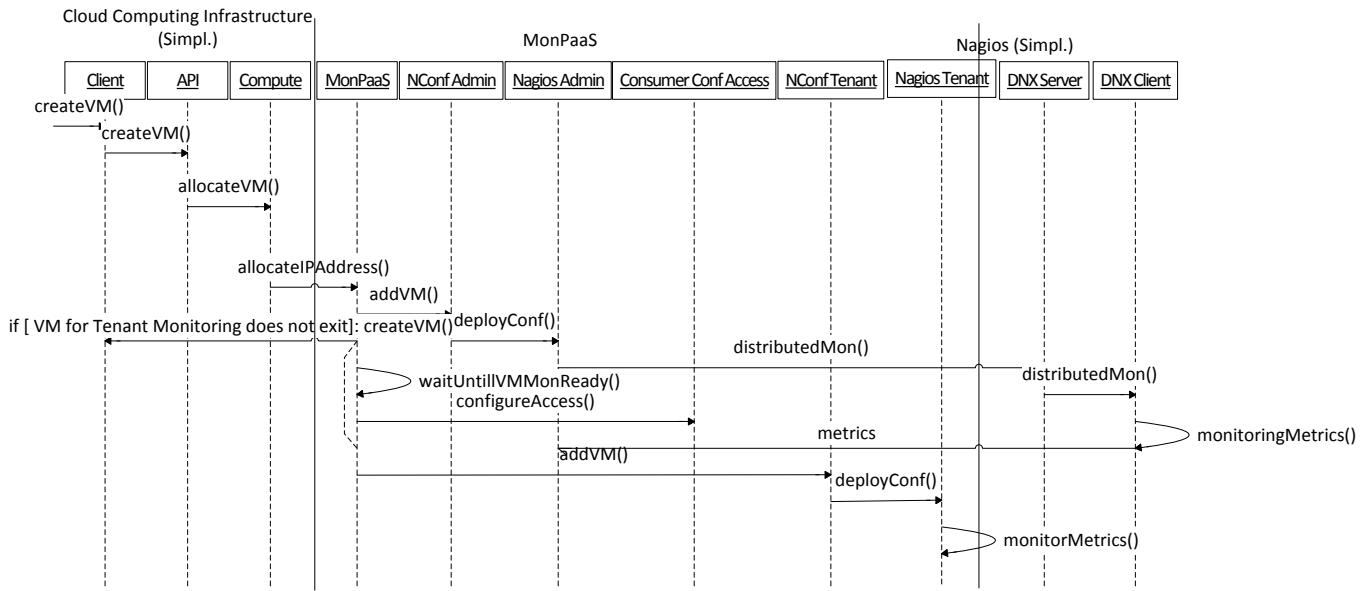 Cloud Computing Infrastructure
(Simpl.)
MonPaaS
Nagios (Simpl.)
Client
API
Compute
MonPaaS
NConf Admin
Nagios Admin
Consumer Conf Access
NConf Tenant
Nagios Tenant
DNX Server
DNX Client
createVM()
createVM()
allocateVM()
allocateIPAddress()
addVM()
if [ VM for Tenant Monitoring does not exit]: createVM()
deployConf()
distributedMon()
waitUntillVMMonReady()
distributedMon()
configureAccess()
metrics
monitoringMetrics()
addVM()
deployConf()
monitorMetrics()